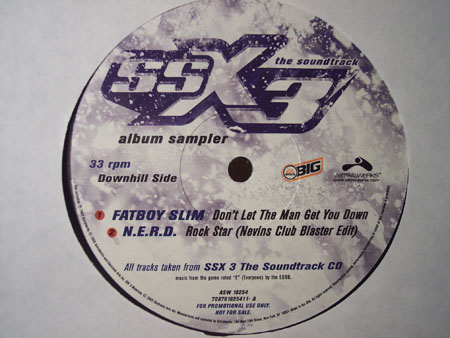 SSX 3
the soundtrack
album sampler
33 rpm
Downhill Side
BIG
ASTRALWERKS
1 FATBOY SLIM Don't Let The Man Get You Down
2 N.E.R.D. Rock Star (Nevins Club Blaster Edit)
All tracks taken from SSX 3 The Soundtrack CD
music from the game rated "E" (Everyone) by the ESRB.
ASW 18254
708761825411- A
FOR PROMOTIONAL USE ONLY.
NOT FOR SALE.